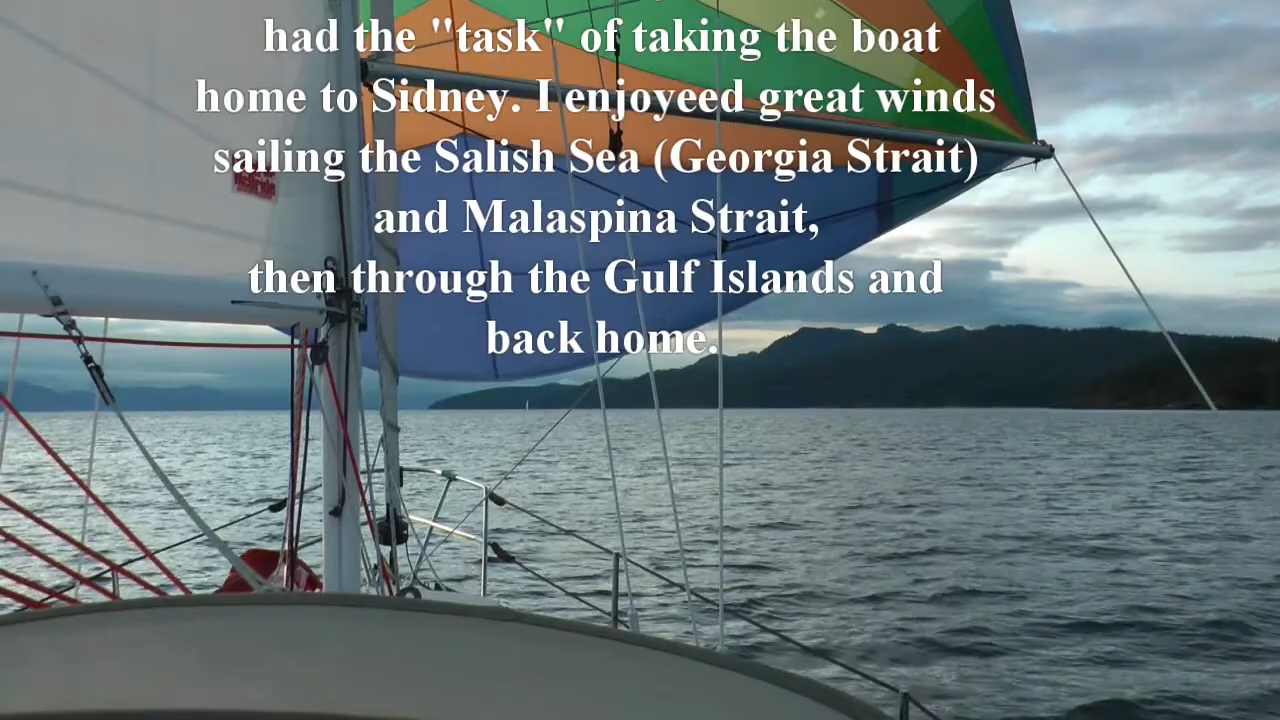 had the "task" of taking the boat
home to Sidney. I enjoyeed great winds
sailing the Salish Sea (Georgia Strait)
and Malaspina Strait,
then through the Gulf Islands and
back home.